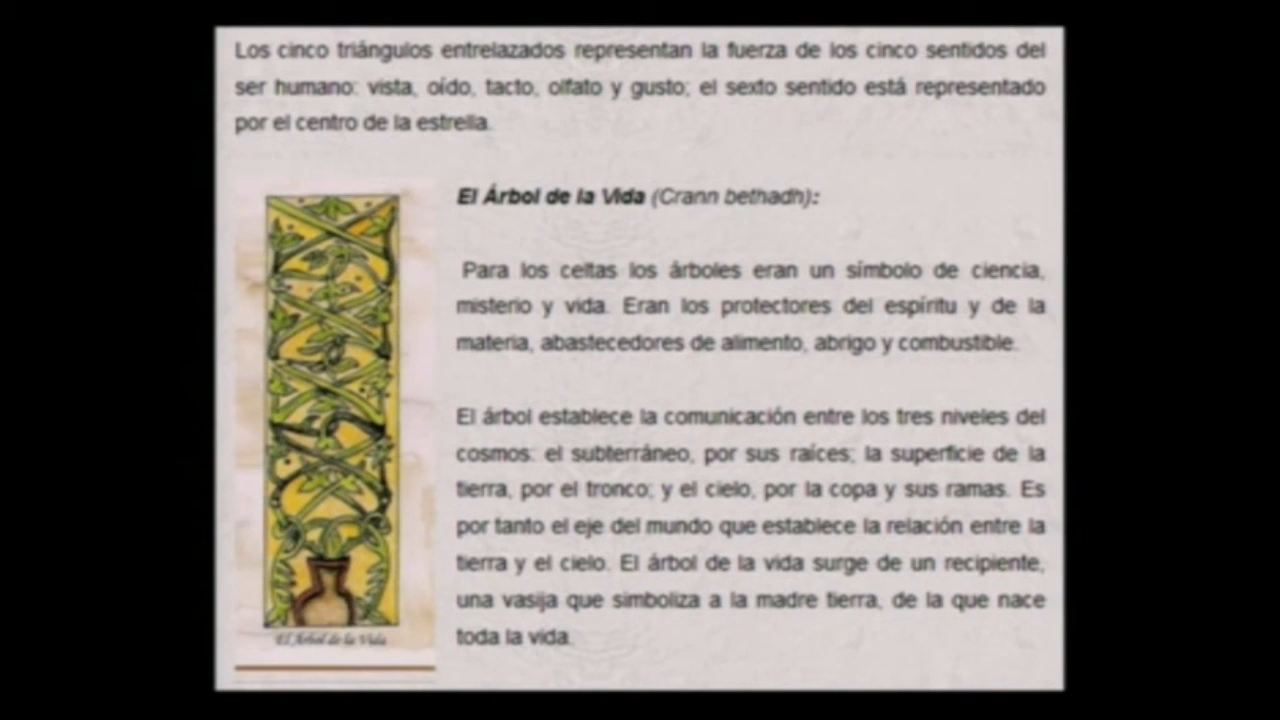 Los cinco triángulos entrelazados representan la fuerza de los cinco sentidos del
ser humano: vista, oído, tacto, olfato y gusto; el sexto sentido está representado
por el centro de la estrella.
El Árbol de la Vida (Crann bethadh):
Para los celtas los árboles eran un símbolo de ciencia,
misterio y vida. Eran los protectores del espíritu y de la
materia, abastecedores de alimento, abrigo y combustible.
El árbol establece la comunicación entre los tres niveles del
cosmos: el subterráneo, por sus raíces; la superficie de la
tierra, por el tronco; y el cielo, por la copa y sus ramas. Es
por tanto el eje del mundo que establece la relación entre la
tierra y el cielo. El árbol de la vida surge de un recipiente,
una vasija que simboliza a la madre tierra, de la que nace
toda la vida.
El Árbol de la Vida